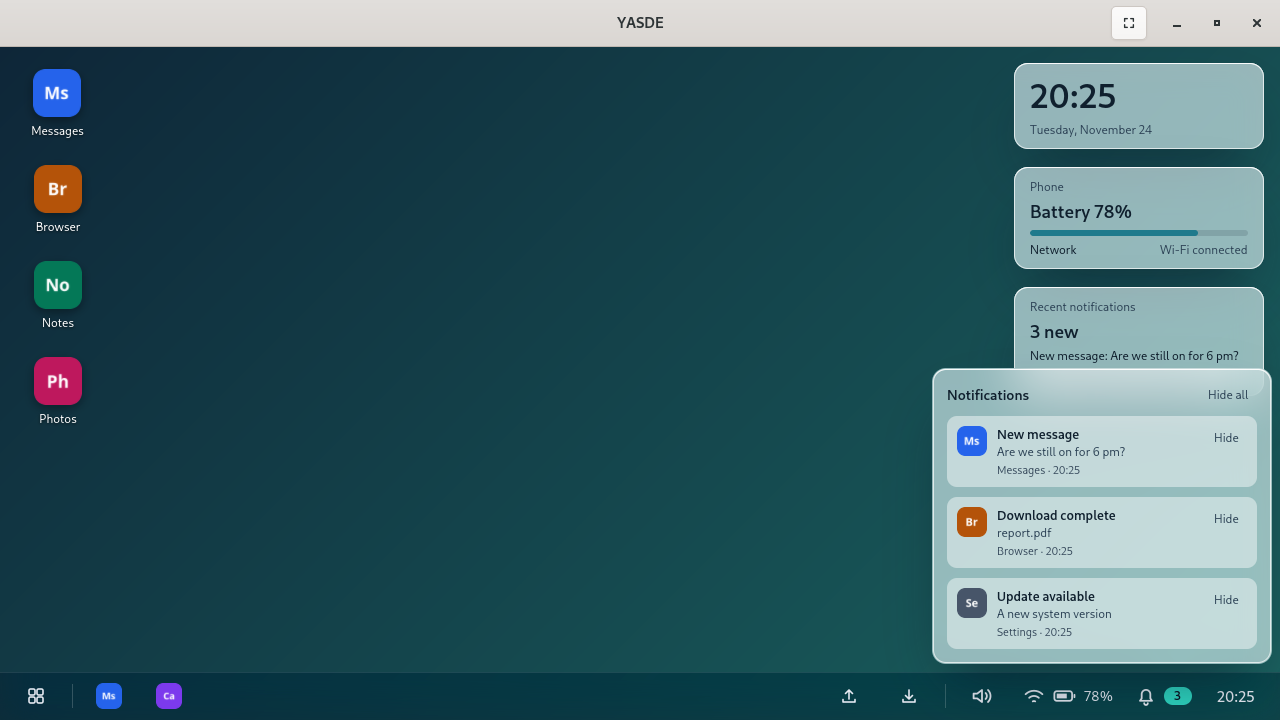 YASDE
Ms
Messages
Br
Browser
No
Notes
Ph
Photos
20:25
Tuesday, November 24
Phone
Battery 78%
Network Wi-Fi connected
Recent notifications
3 new
New message: Are we still on for 6 pm?
Notifications Hide all
Ms
New message Hide
Are we still on for 6 pm?
Messages · 20:25
Br
Download complete Hide
report.pdf
Browser · 20:25
Se
Update available Hide
A new system version
Settings · 20:25
Ms Ca 78% 3 20:25